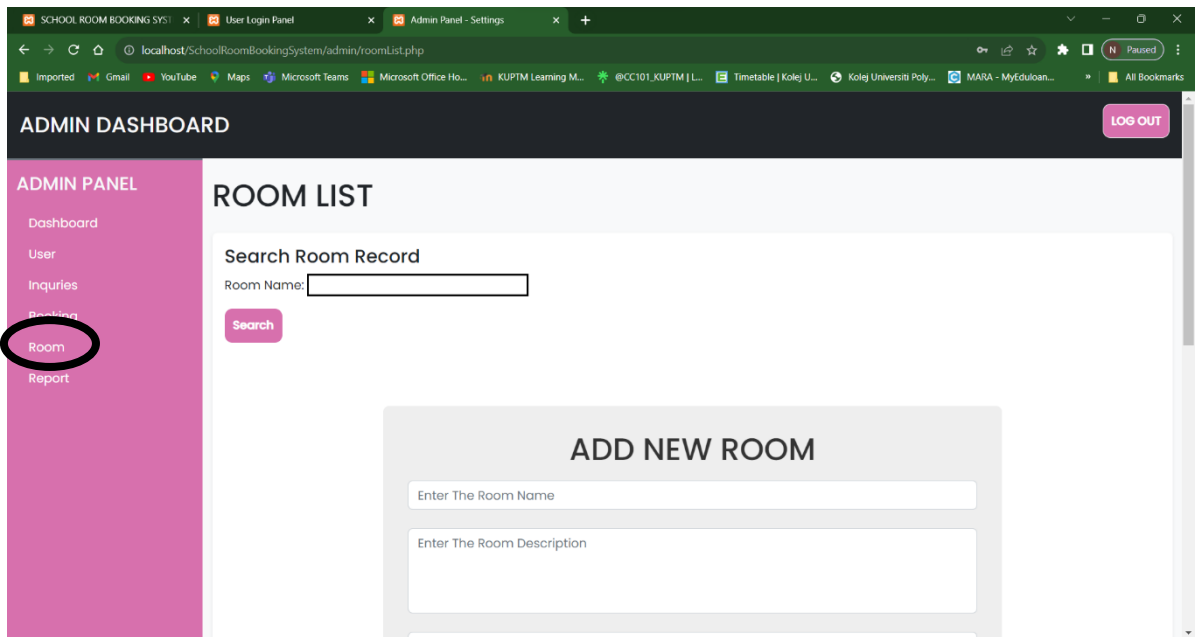 SCHOOL ROOM BOOKING SYST
User Login Panel
Admin Panel - Settings
localhost/SchoolRoomBookingSystem/admin/roomList.php
N Paused
Imported
Gmail
YouTube
Maps
Microsoft Teams
Microsoft Office Ho...
KUPTM Learning M...
@CC101_KUPTM | L...
Timetable | Kolej U...
Kolej Universiti Poly...
MARA - MyEduloan...
»
All Bookmarks
ADMIN DASHBOARD
LOG OUT
ADMIN PANEL
Dashboard
User
Inquries
Booking
Room
Report
ROOM LIST
Search Room Record
Room Name:
Search
ADD NEW ROOM
Enter The Room Name
Enter The Room Description